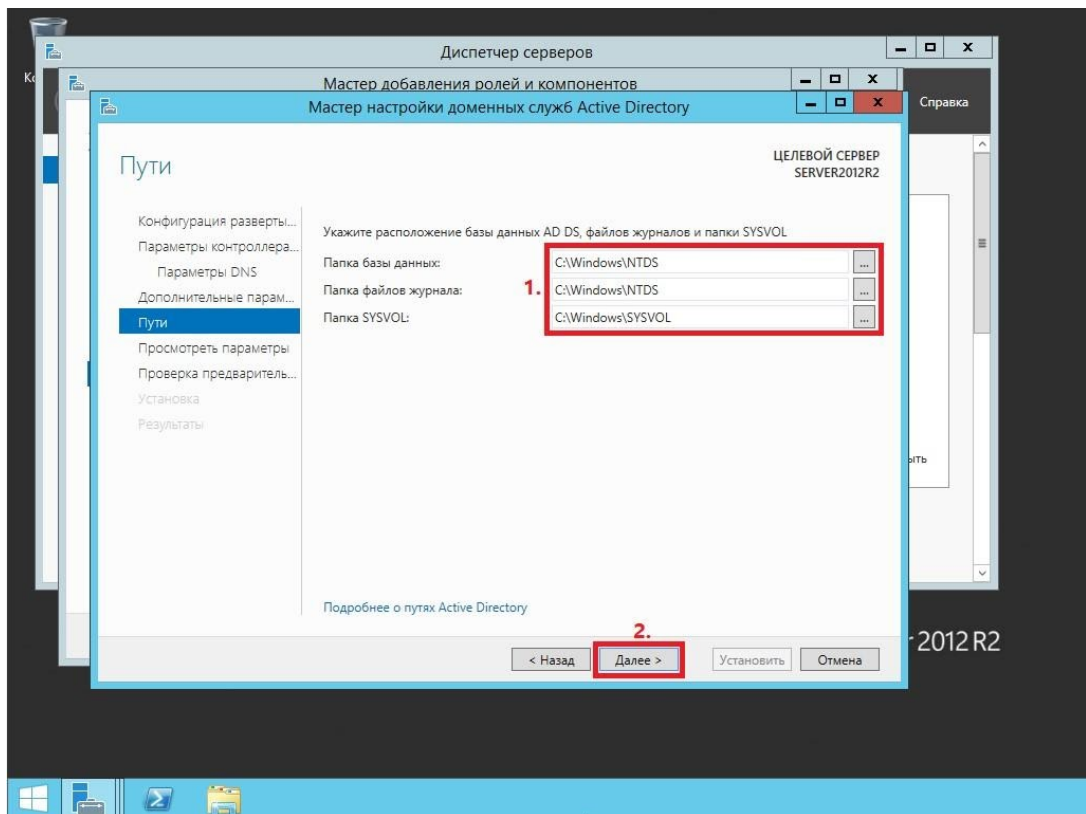 Диспетчер серверов
Мастер добавления ролей и компонентов
Справка
Мастер настройки доменных служб Active Directory
Пути
ЦЕЛЕВОЙ СЕРВЕР
SERVER2012R2
Конфигурация разверты...
Параметры контроллера...
Параметры DNS
Дополнительные парам...
Пути
Просмотреть параметры
Проверка предваритель...
Установка
Результаты
Укажите расположение базы данных AD DS, файлов журналов и папки SYSVOL
Папка базы данных: C:\Windows\NTDS ...
Папка файлов журнала: 1. C:\Windows\NTDS ...
Папка SYSVOL: C:\Windows\SYSVOL ...
ыть
Подробнее о путях Active Directory
2.
< Назад Далее > Установить Отмена
2012 R2